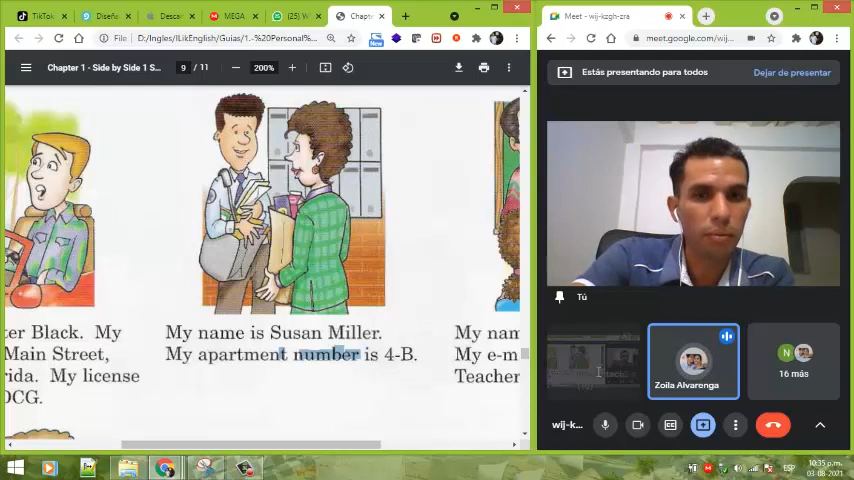 TikTok
Diseña
Descar
MEGA
(25) W
Chapte
D:/Ingles/ILikEnglish/Guias/1.-%20Personal...
New
Chapter 1 - Side by Side 1 S...
9 / 11
200%
ter Black. My
Main Street,
rida. My license
OCG.
My name is Susan Miller.
My apartment number is 4-B.
My nam
My e-m
Teacher
Meet - wij-kzgh-zra
meet.google.com/wij...
Estás presentando para todos
Dejar de presentar
Tú
Zoila Alvarenga
N
16 más
wij-k...
ESP
10:35 p.m.
03-08-2021